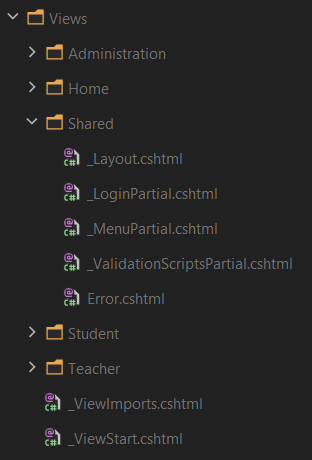 Views
Administration
Home
Shared
_Layout.cshtml
_LoginPartial.cshtml
_MenuPartial.cshtml
_ValidationScriptsPartial.cshtml
Error.cshtml
Student
Teacher
_ViewImports.cshtml
_ViewStart.cshtml